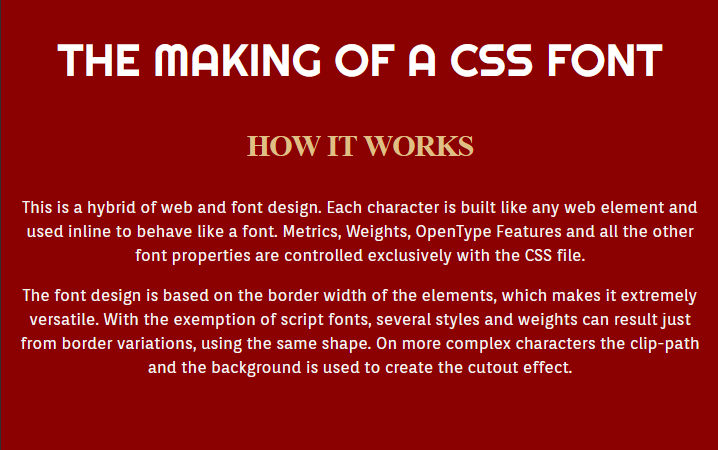 THE MAKING OF A CSS FONT
HOW IT WORKS
This is a hybrid of web and font design. Each character is built like any web element and
used inline to behave like a font. Metrics, Weights, OpenType Features and all the other
font properties are controlled exclusively with the CSS file.
The font design is based on the border width of the elements, which makes it extremely
versatile. With the exemption of script fonts, several styles and weights can result just
from border variations, using the same shape. On more complex characters the clip-path
and the background is used to create the cutout effect.